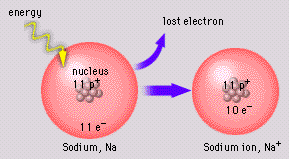 energy
lost electron
nucleus
11 p⁺
11 e⁻
Sodium, Na
11 p⁺
10 e⁻
Sodium ion, Na⁺